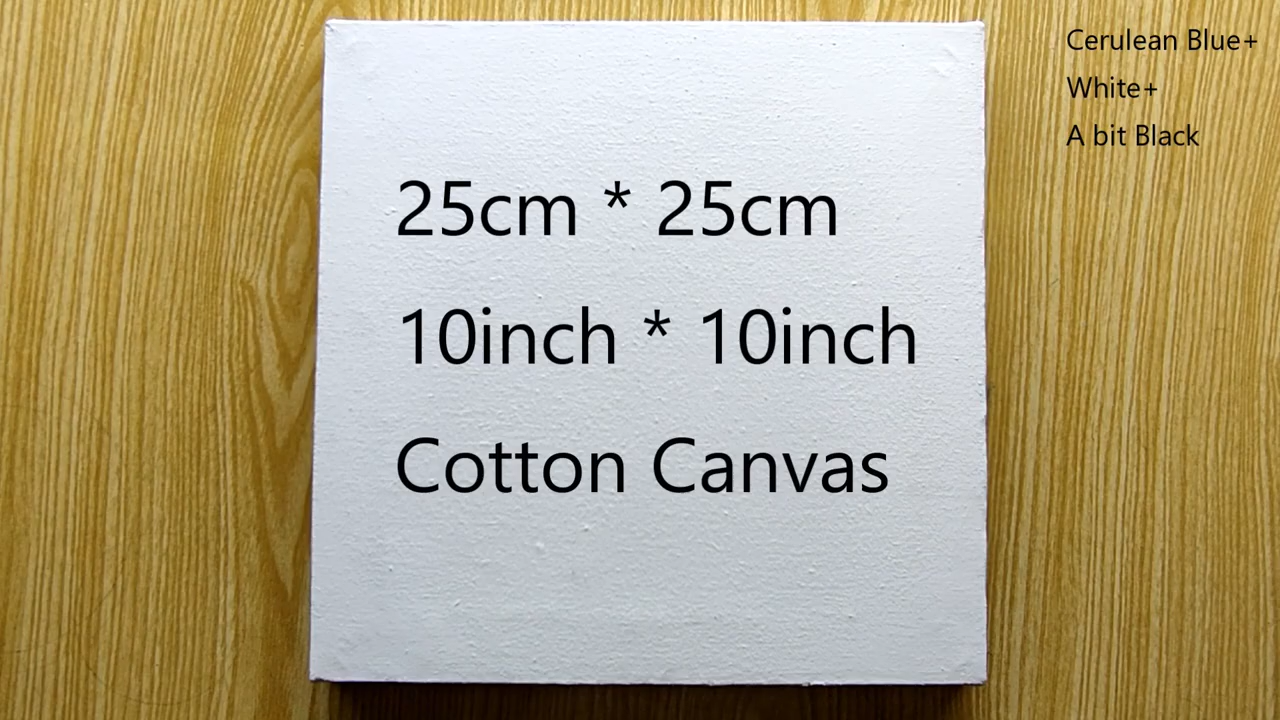 Cerulean Blue+
White+
A bit Black
25cm * 25cm
10inch * 10inch
Cotton Canvas